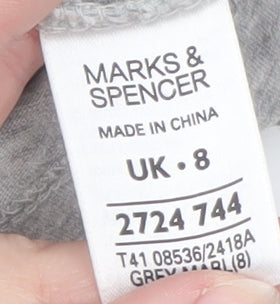 MARKS &
SPENCER
MADE IN CHINA
UK • 8
2724 744
T41 08536/2418A
GREY MARL(8)